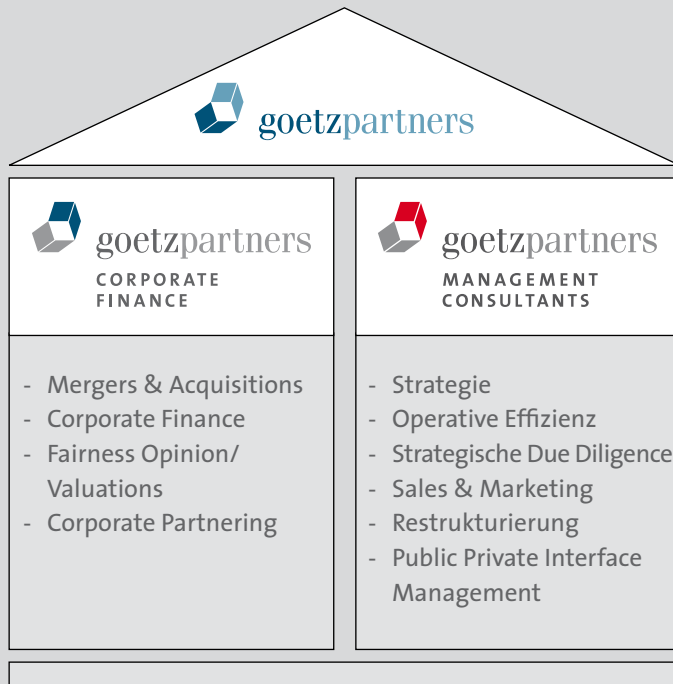 goetzpartners
goetzpartners
CORPORATE
FINANCE
- Mergers & Acquisitions
- Corporate Finance
- Fairness Opinion/
Valuations
- Corporate Partnering
goetzpartners
MANAGEMENT
CONSULTANTS
- Strategie
- Operative Effizienz
- Strategische Due Diligence
- Sales & Marketing
- Restrukturierung
- Public Private Interface
Management